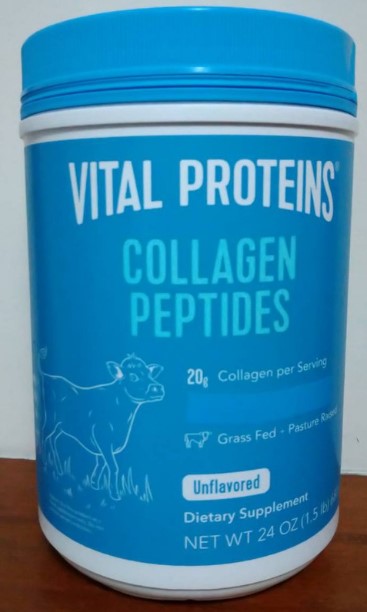 VITAL PROTEINS
COLLAGEN
PEPTIDES
20g Collagen per Serving
Grass Fed - Pasture Raised
Unflavored
Dietary Supplement
NET WT 24 OZ (1.5 lb)